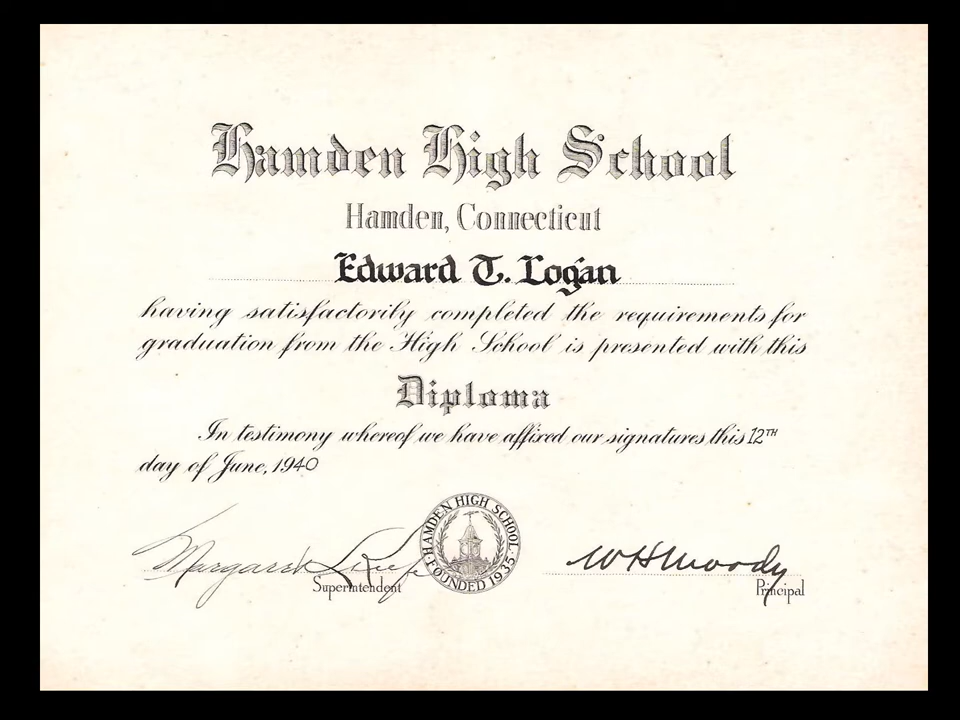 Hamden High School
Hamden, Connecticut
Edward T. Logan
having satisfactorily completed the requirements for
graduation from the High School is presented with this
Diploma
In testimony whereof we have affixed our signatures, this 12TH
day of June, 1940
HAMDEN HIGH SCHOOL
FOUNDED 1935
Margaret
W H Moody
Superintendent
Principal